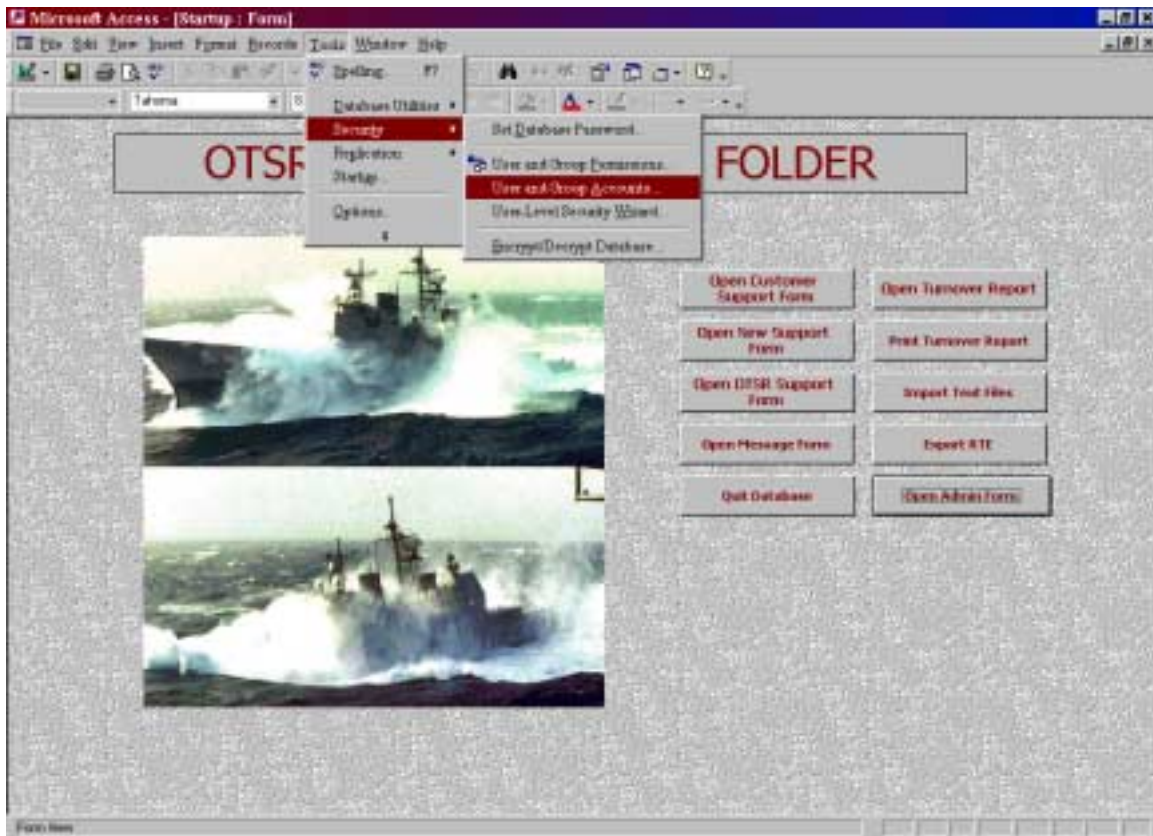 Microsoft Access - [Startup : Form]
File Edit View Insert Format Records Tools Window Help
Spelling... F7
Tahoma 8
Database Utilities
Security
Replication
Startup...
Options...
Set Database Password...
User and Group Permissions...
User and Group Accounts...
User-Level Security Wizard...
Encrypt/Decrypt Database...
OTSR FOLDER
Open Customer Support Form
Open Turnover Report
Open New Support Form
Print Turnover Report
Open OTSR Support Form
Import Text Files
Open Message Form
Export RTE
Quit Database
Open Admin Form
Form View